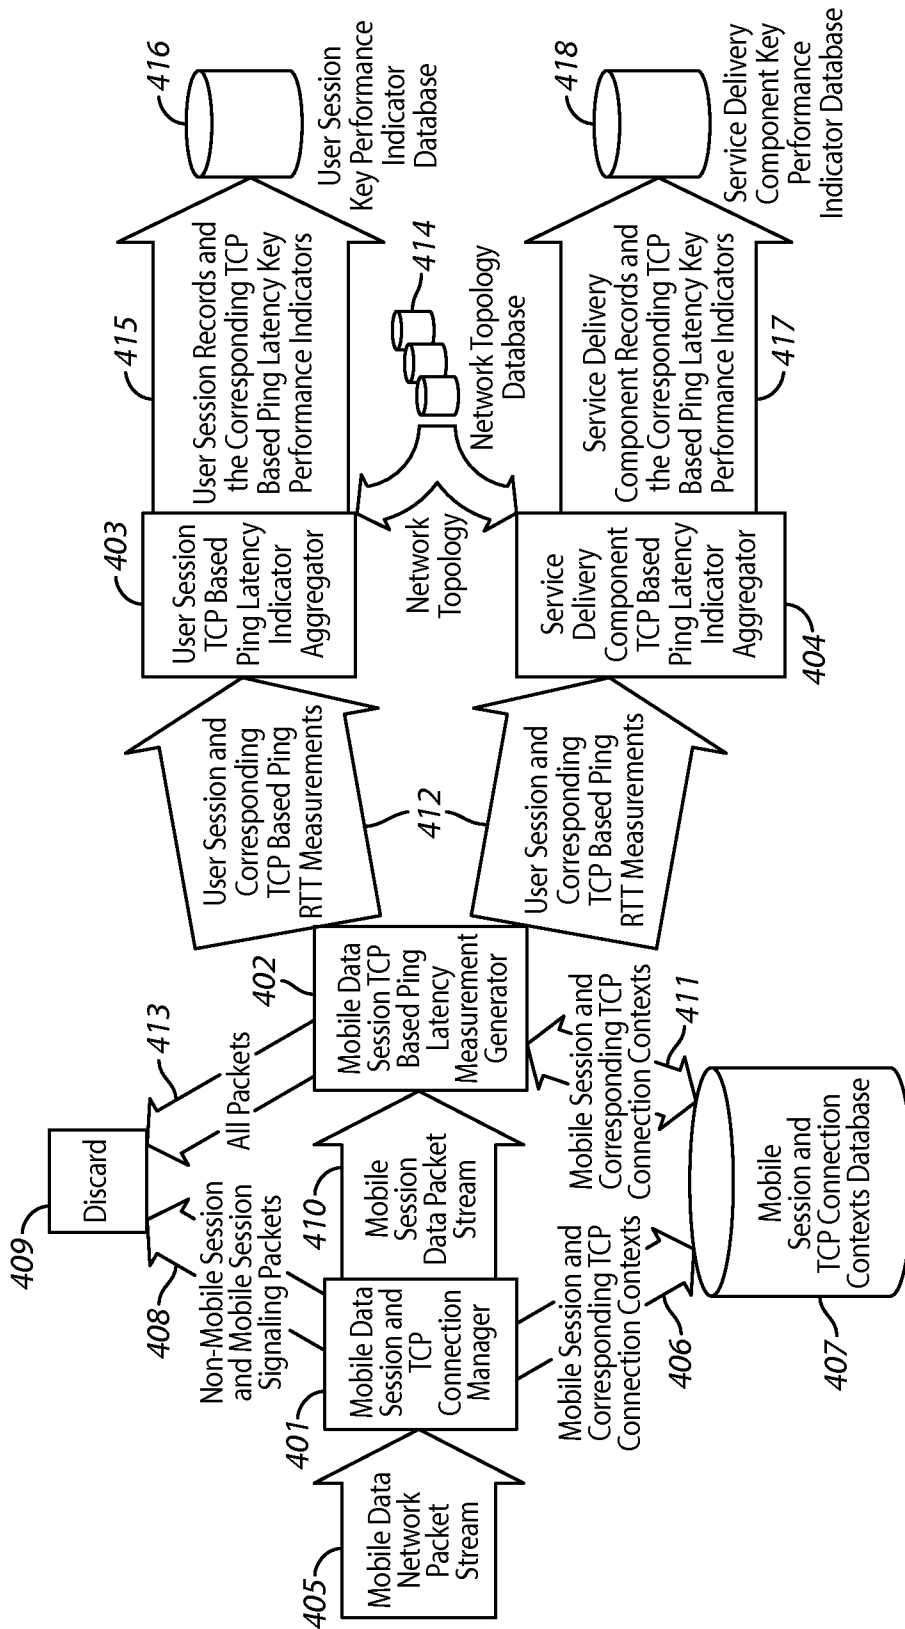 405
Mobile Data
Network
Packet
Stream
401
Mobile Data
Session and
TCP
Connection
Manager
408
Non-Mobile Session
and Mobile Session
Signaling Packets
409
Discard
413
All Packets
410
Mobile
Session
Data Packet
Stream
Mobile Session and
Corresponding TCP
Connection Contexts
406
407
Mobile
Session and
TCP Connection
Contexts Database
Mobile Session and
Corresponding TCP
Connection Contexts
411
402
Mobile Data
Session TCP
Based Ping
Latency
Measurement
Generator
User Session and
Corresponding
TCP Based Ping
RTT Measurements
412
User Session and
Corresponding
TCP Based Ping
RTT Measurements
403
User Session
TCP Based
Ping Latency
Indicator
Aggregator
Network
Topology
Service
Delivery
Component
TCP Based
Ping Latency
Indicator
Aggregator
404
415
User Session Records and
the Corresponding TCP
Based Ping Latency Key
Performance Indicators
414
Network Topology
Database
Service Delivery
Component Records and
the Corresponding TCP
Based Ping Latency Key
Performance Indicators
417
416
User Session
Key Performance
Indicator
Database
418
Service Delivery
Component Key
Performance
Indicator Database